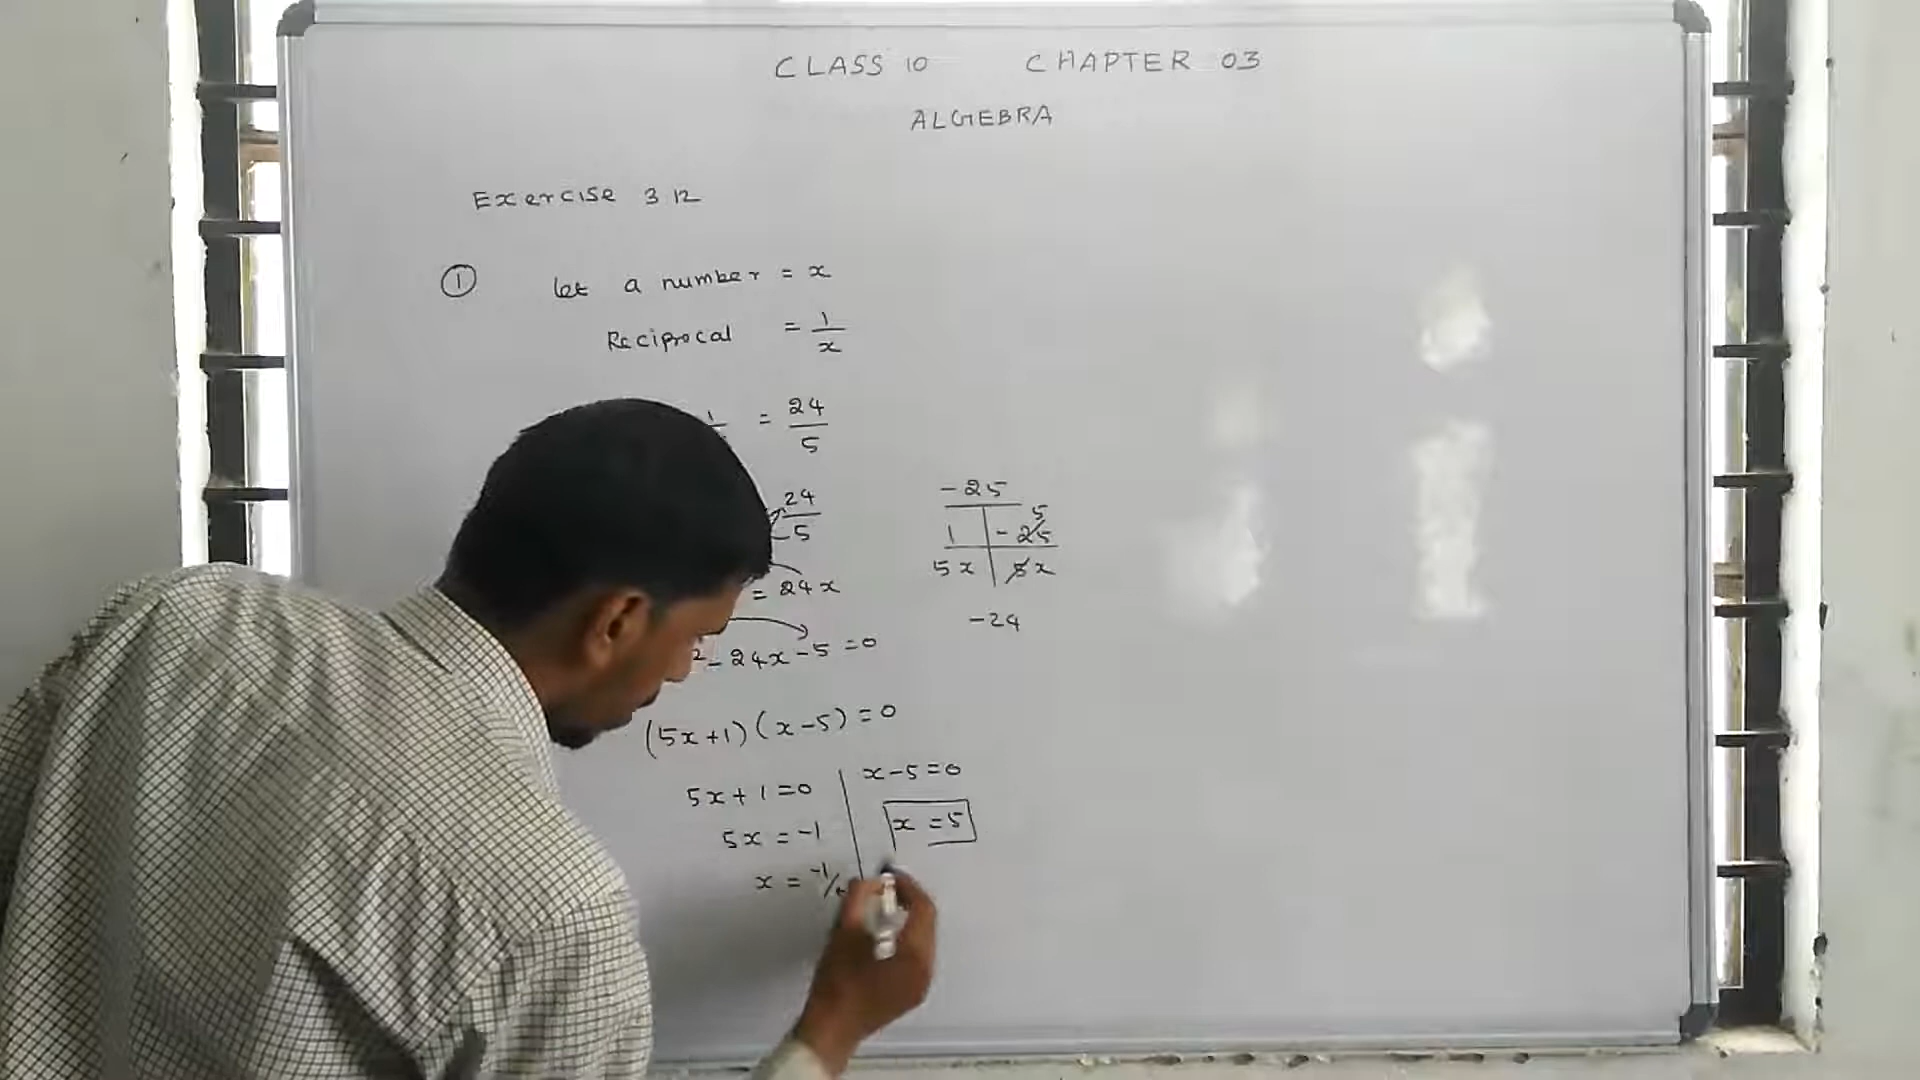 CLASS 10 CHAPTER 03
ALGEBRA
Exercise 3.12
① Let a number = x
Reciprocal = 1/x
= 24/5
24/5
= 24x
² - 24x - 5 = 0
(5x+1)(x-5) = 0
5x + 1 = 0
5x = -1
x = -1/
x - 5 = 0
x = 5
-25
5
1 | -25
5x | 5x
-24